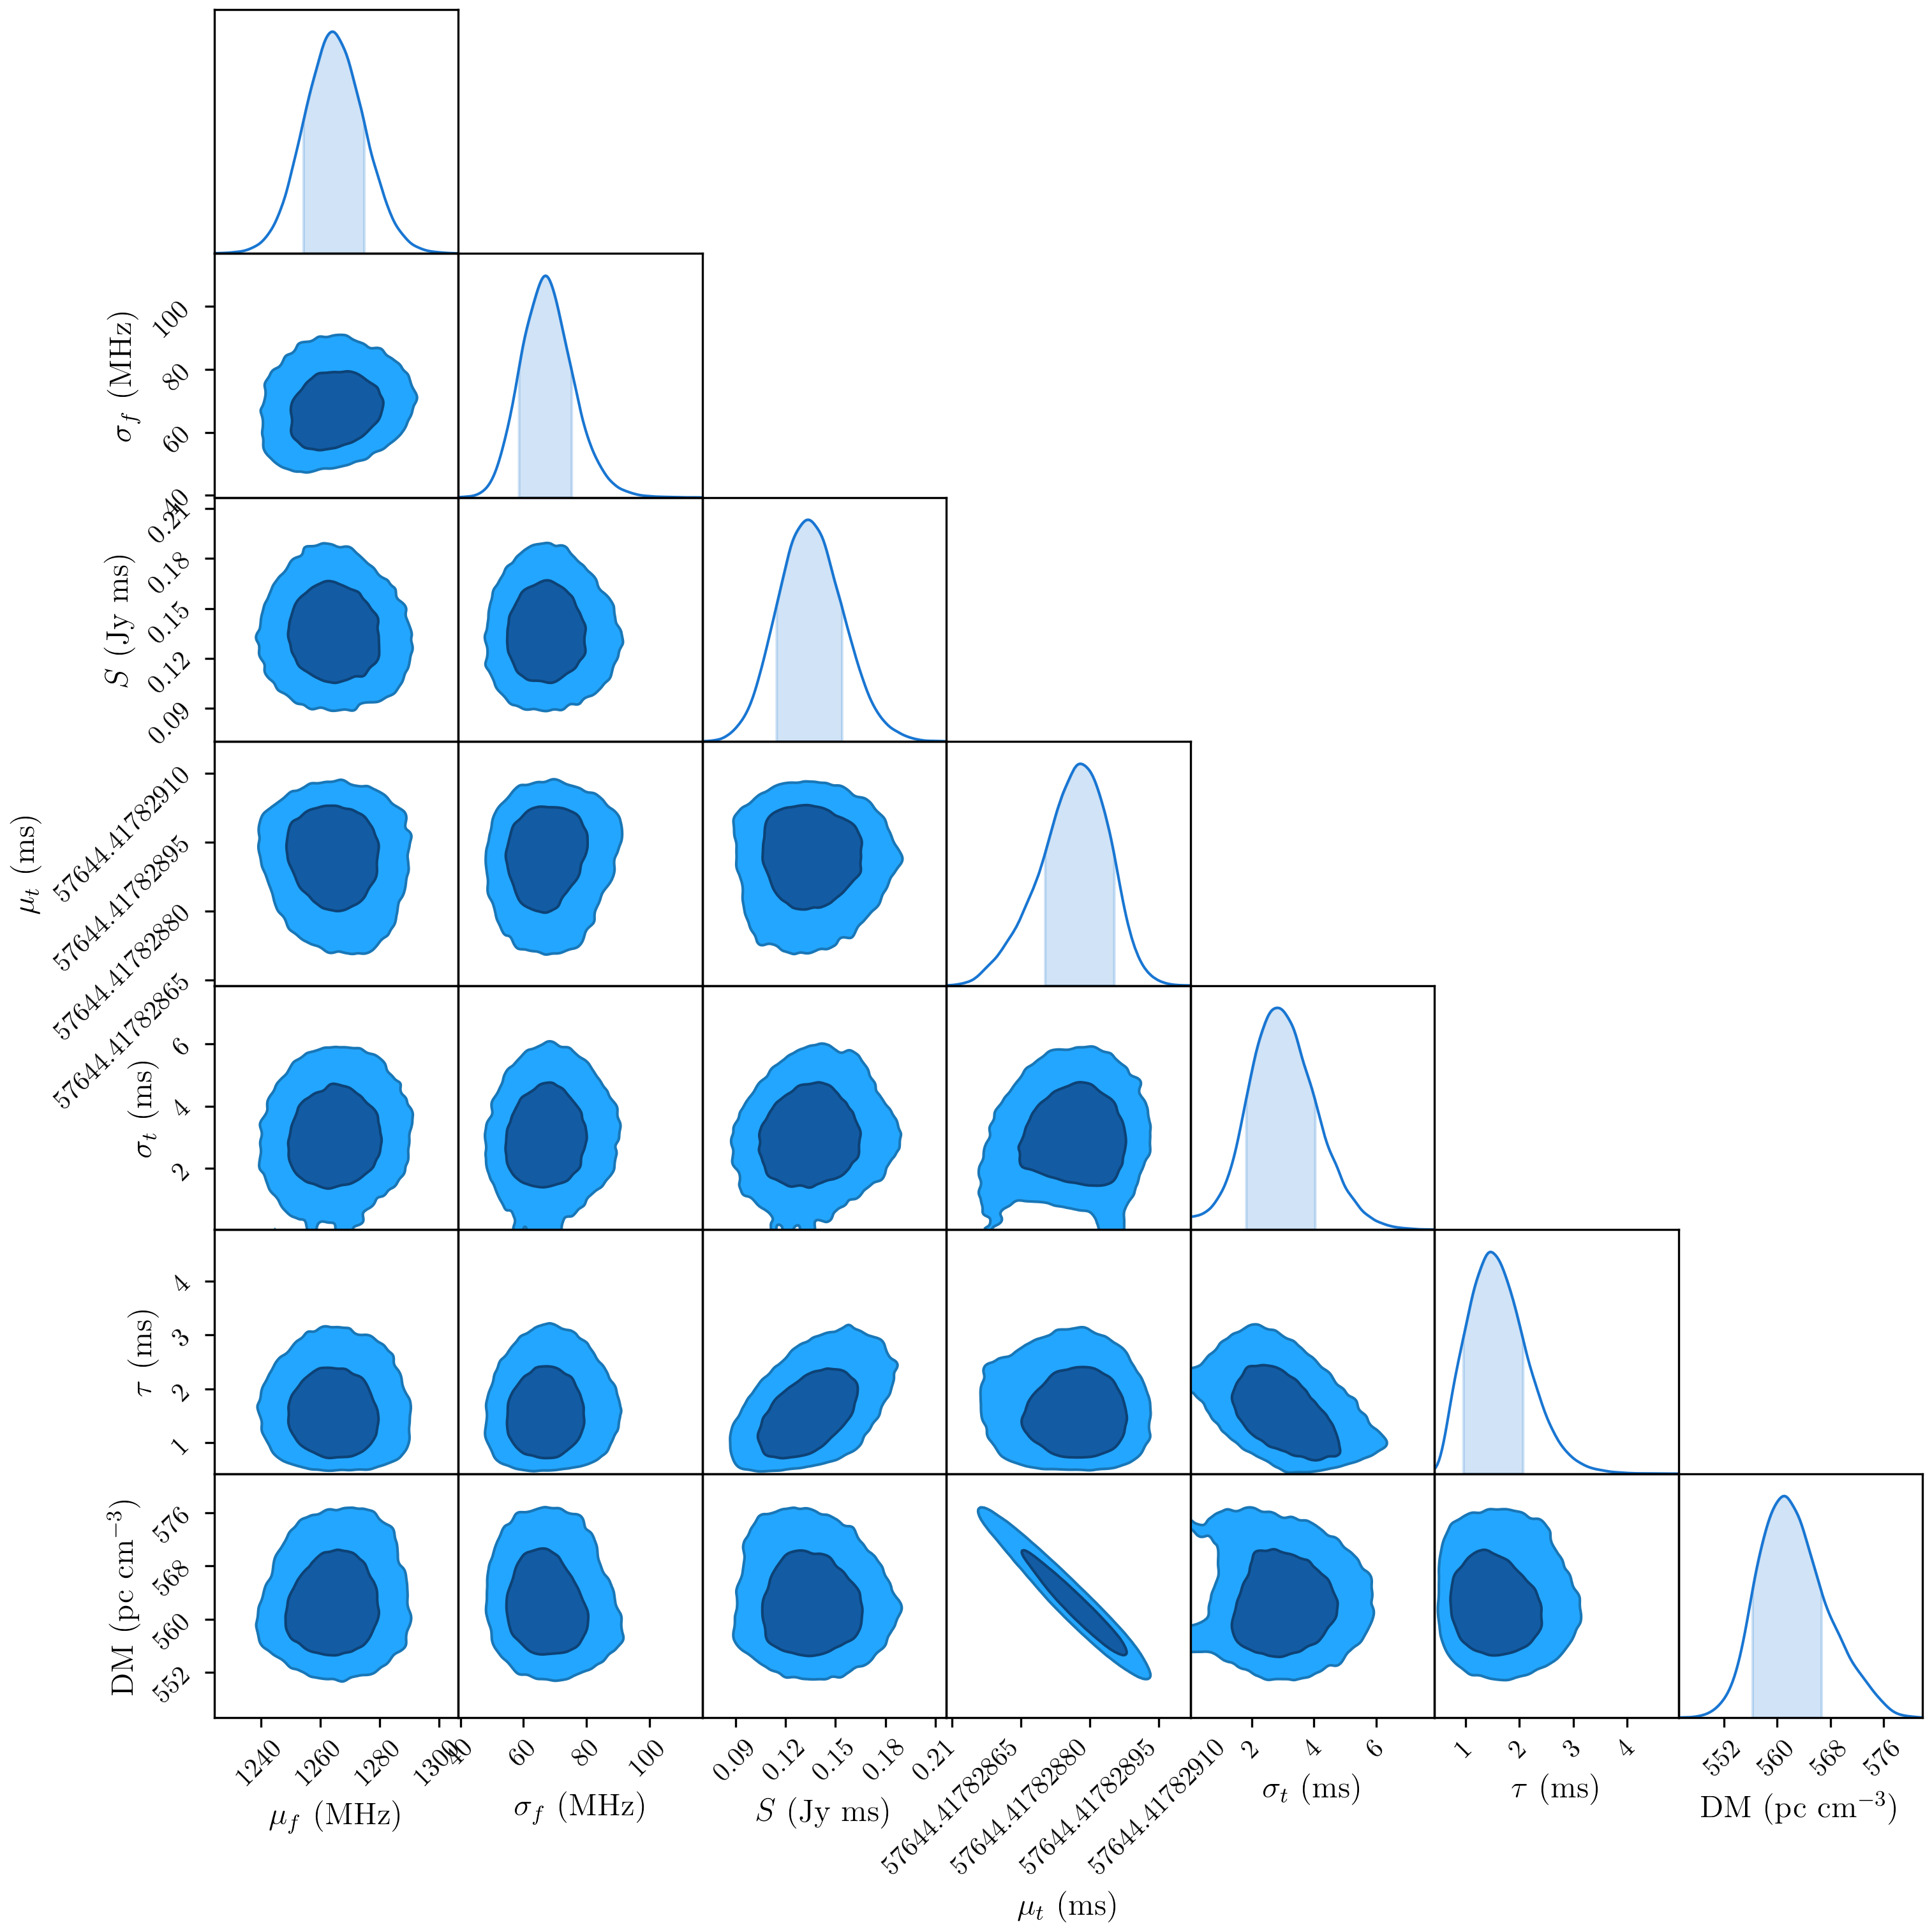 σ_f (MHz)
100
80
60
40
S (Jy ms)
0.21
0.18
0.15
0.12
0.09
μ_t (ms)
57644.41782910
57644.41782895
57644.41782880
57644.41782865
σ_t (ms)
6
4
2
τ (ms)
4
3
2
1
DM (pc cm⁻³)
576
568
560
552
1240 1260 1280 1300
40 60 80 100
0.09 0.12 0.15 0.18 0.21
57644.41782865 57644.41782880 57644.41782895 57644.41782910
2 4 6
1 2 3 4
552 560 568 576
μ_f (MHz)
σ_f (MHz)
S (Jy ms)
μ_t (ms)
σ_t (ms)
τ (ms)
DM (pc cm⁻³)